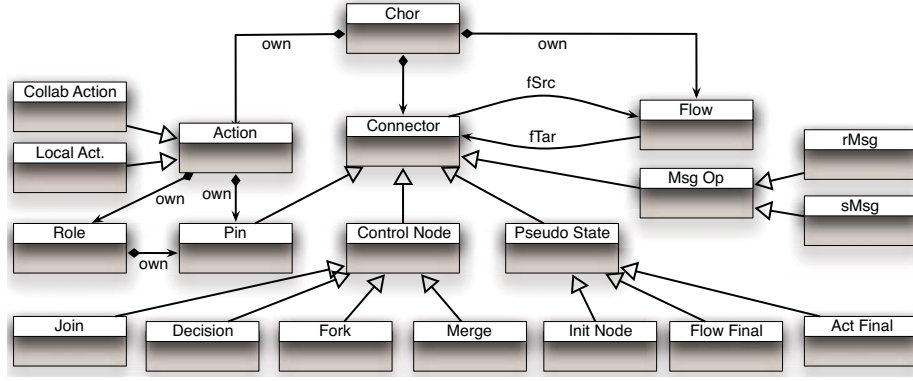 Chor
own
own
Collab Action
fSrc
Flow
Action
Connector
fTar
rMsg
Local Act.
Msg Op
own
own
sMsg
Role
Pin
Control Node
Pseudo State
own
Join
Decision
Fork
Merge
Init Node
Flow Final
Act Final